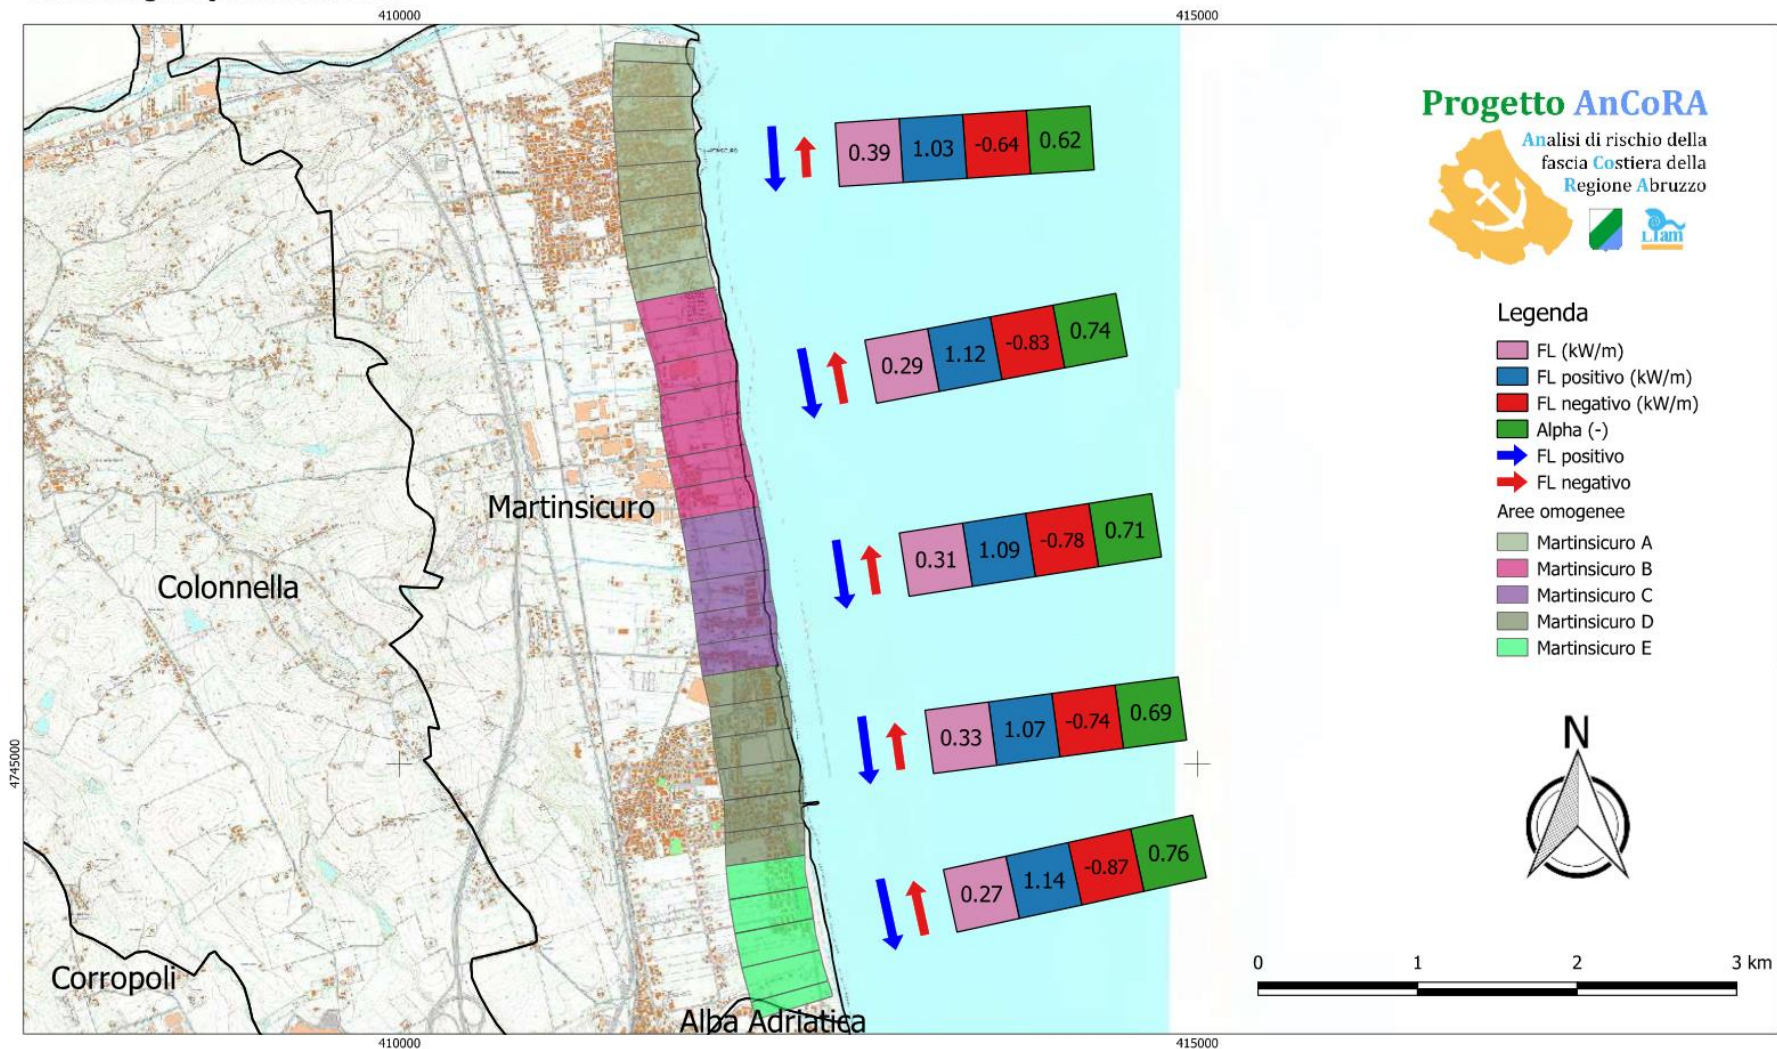 410000
415000
Progetto AnCoRA
Analisi di rischio della
fascia Costiera della
Regione Abruzzo
LIam
0.39 1.03 -0.64 0.62
0.29 1.12 -0.83 0.74
Legenda
FL (kW/m)
FL positivo (kW/m)
FL negativo (kW/m)
Alpha (-)
FL positivo
FL negativo
Aree omogenee
Martinsicuro A
Martinsicuro B
Martinsicuro C
Martinsicuro D
Martinsicuro E
Martinsicuro
0.31 1.09 -0.78 0.71
Colonnella
0.33 1.07 -0.74 0.69
4745000
N
0.27 1.14 -0.87 0.76
Corropoli
Alba Adriatica
0 1 2 3 km
410000
415000